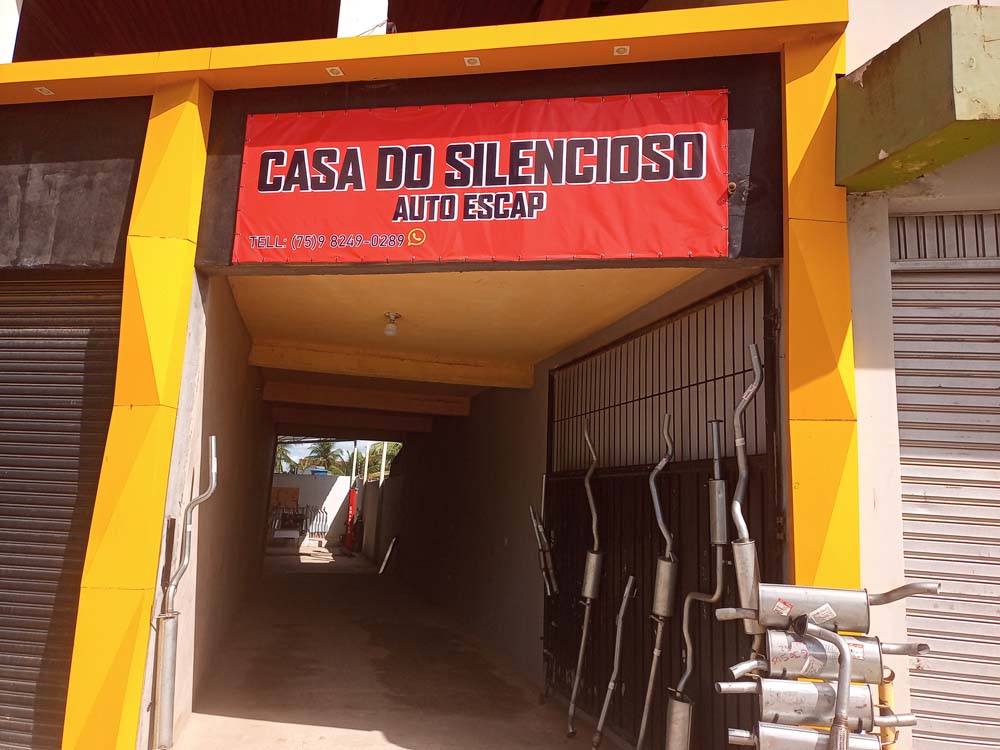 CASA DO SILENCIOSO
AUTO ESCAP
TELL: (75)9 8249-0289